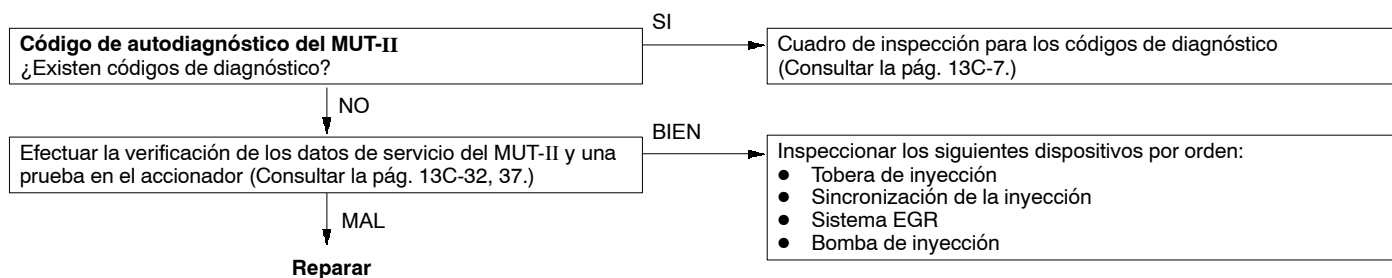 SI
Código de autodiagnóstico del MUT-II
¿Existen códigos de diagnóstico?
Cuadro de inspección para los códigos de diagnóstico
(Consultar la pág. 13C-7.)
NO
BIEN
Efectuar la verificación de los datos de servicio del MUT-II y una
prueba en el accionador (Consultar la pág. 13C-32, 37.)
Inspeccionar los siguientes dispositivos por orden:
● Tobera de inyección
● Sincronización de la inyección
● Sistema EGR
● Bomba de inyección
MAL
Reparar